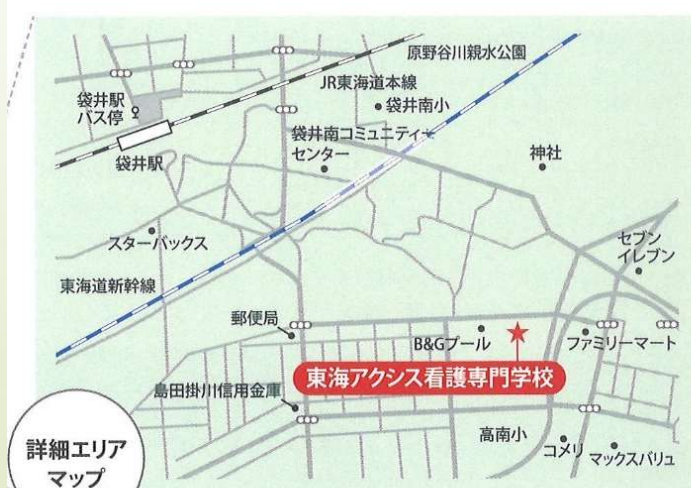 原野谷川親水公園
JR東海道本線
袋井駅
バス停
袋井南小
袋井南コミュニティー
センター
袋井駅
神社
スターバックス
セブン
イレブン
東海道新幹線
郵便局
B&Gプール
ファミリーマート
東海アクシス看護専門学校
島田掛川信用金庫
高南小
コメリ
マックスバリュ
詳細エリア
マップ